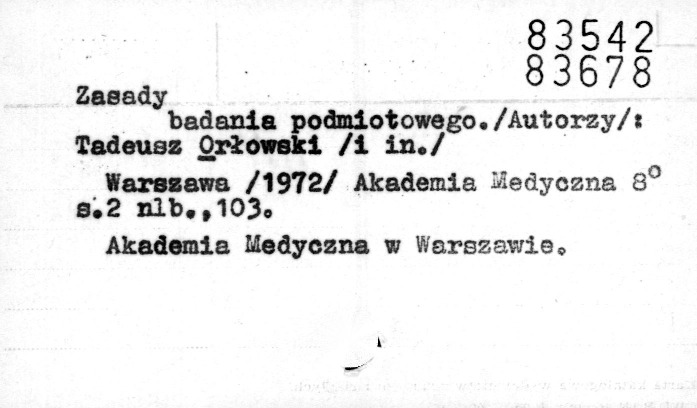 83542
83678
Zasady
badania podmiotowego./Autorzy/:
Tadeusz Orłowski /i in./
Warszawa /1972/ Akademia Medyczna 8°
s.2 nlb.,103.
Akademia Medyczna w Warszawie.